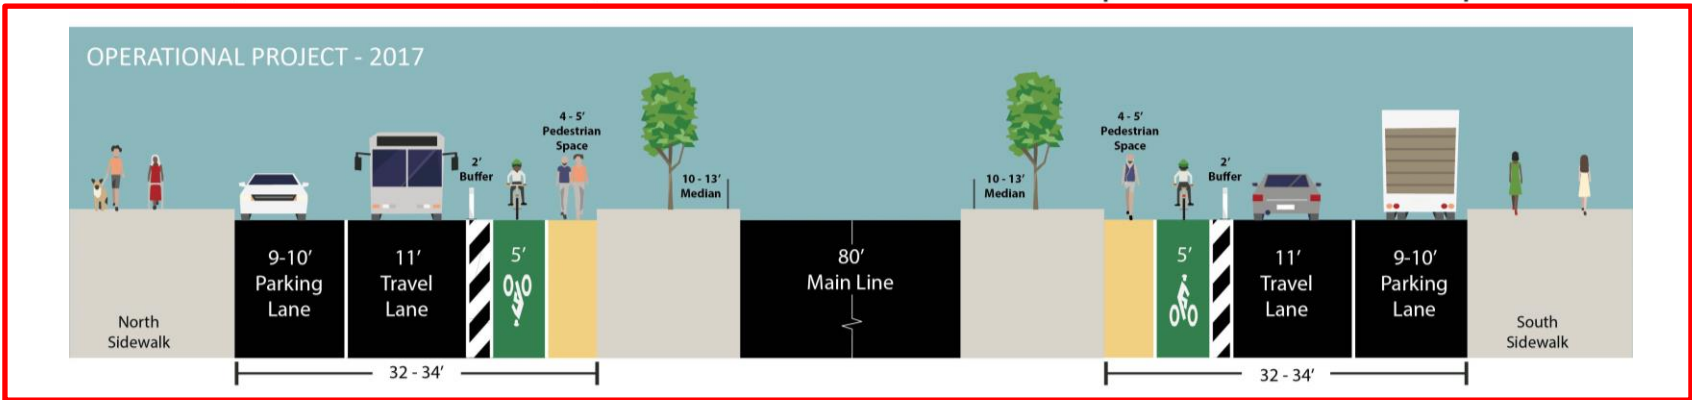 OPERATIONAL PROJECT - 2017
4 - 5’
Pedestrian
Space
2’
Buffer
10 - 13’
Median
10 - 13’
Median
4 - 5’
Pedestrian
Space
2’
Buffer
9-10’
Parking
Lane
11’
Travel
Lane
5’
80’
Main Line
5’
11’
Travel
Lane
9-10’
Parking
Lane
North
Sidewalk
South
Sidewalk
32 - 34’
32 - 34’